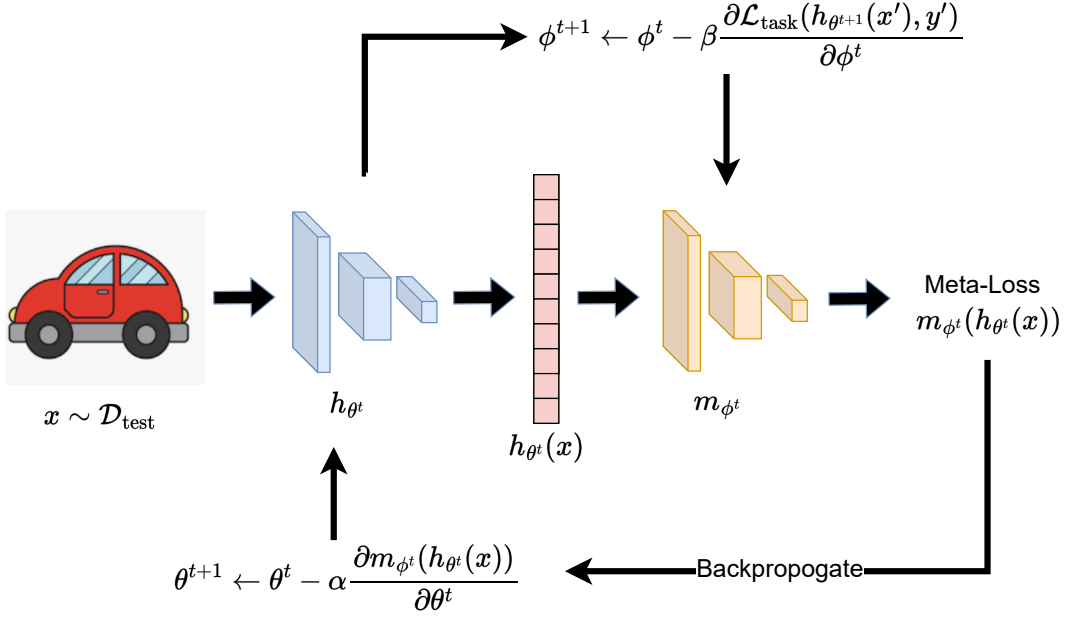 ϕ^{t+1} ← ϕ^t − β ∂ℒ_task(h_{θ^{t+1}}(x′), y′) / ∂ϕ^t
Meta-Loss
m_{ϕ^t}(h_{θ^t}(x))
x ∼ 𝒟_test
h_{θ^t}
h_{θ^t}(x)
m_{ϕ^t}
θ^{t+1} ← θ^t − α ∂m_{ϕ^t}(h_{θ^t}(x)) / ∂θ^t
Backpropogate